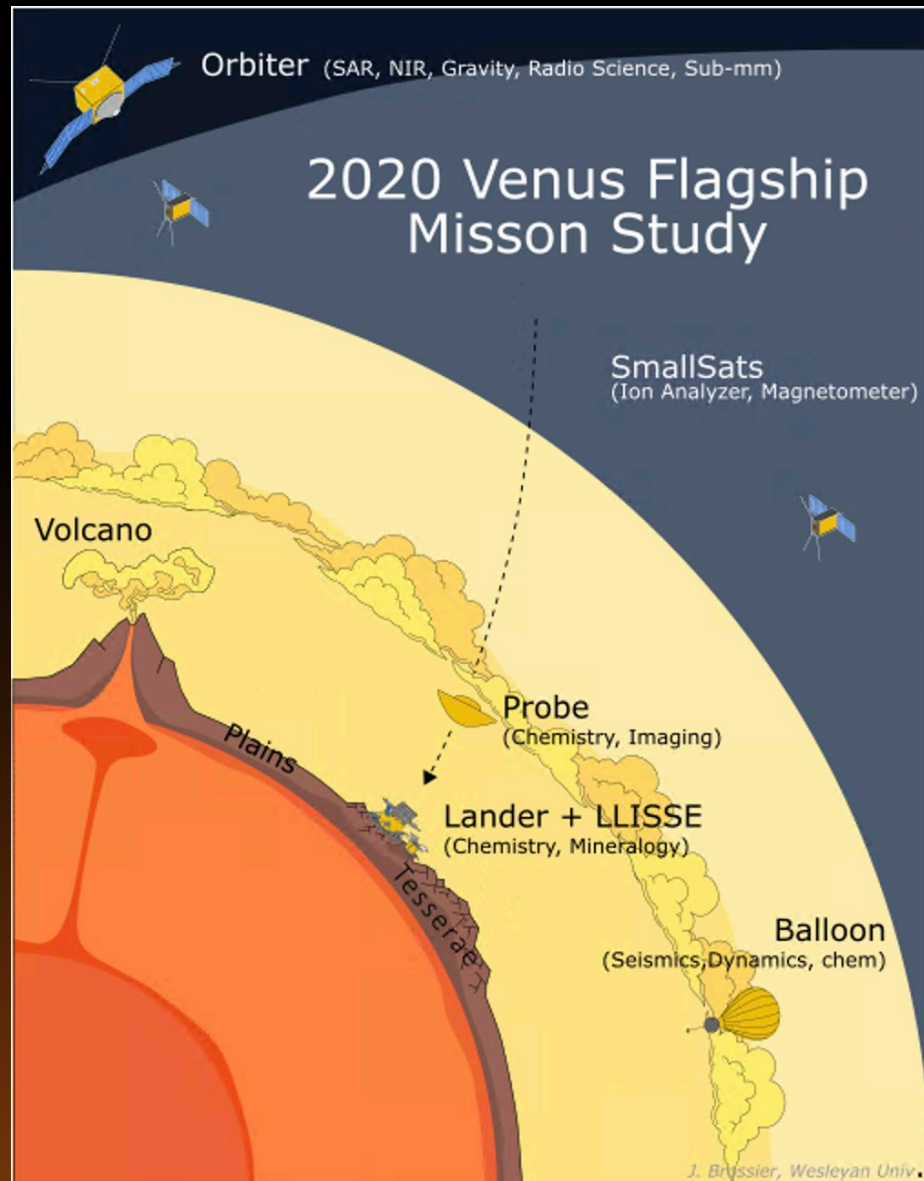 Orbiter (SAR, NIR, Gravity, Radio Science, Sub-mm)
2020 Venus Flagship
Misson Study
SmallSats
(Ion Analyzer, Magnetometer)
Volcano
Probe
(Chemistry, Imaging)
Plains
Lander + LLISSE
(Chemistry, Mineralogy)
Tesserae
Balloon
(Seismics,Dynamics, chem)
J. Brossier, Wesleyan Univ.